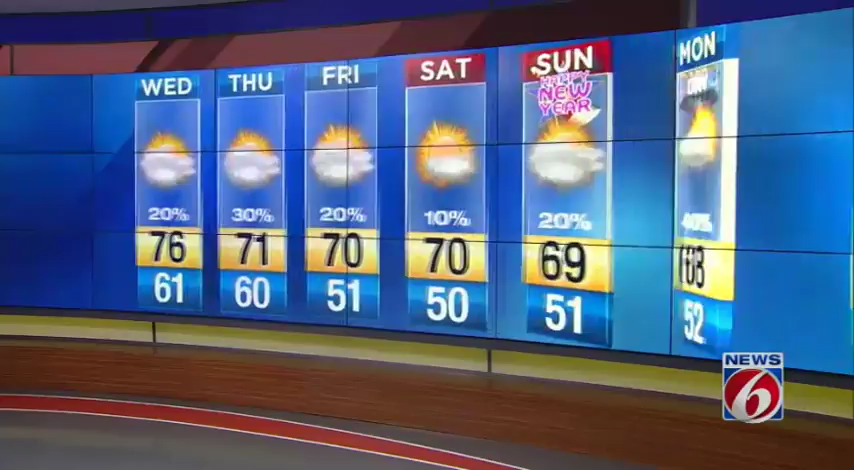 WED THU FRI SAT SUN MON
HAPPY
NEW
YEAR
20% 30% 20% 10% 20%
76 71 70 70 69
61 60 51 50 51 52
NEWS
6